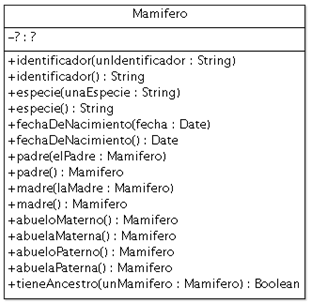 Mamifero
-? : ?
+identificador(unIdentificador : String)
+identificador() : String
+especie(unaEspecie : String)
+especie() : String
+fechaDeNacimiento(fecha : Date)
+fechaDeNacimiento() : Date
+padre(elPadre : Mamifero)
+padre() : Mamifero
+madre(laMadre : Mamifero)
+madre() : Mamifero
+abueloMaterno() : Mamifero
+abuelaMaterna() : Mamifero
+abueloPaterno() : Mamifero
+abuelaPaterna() : Mamifero
+tieneAncestro(unMamifero : Mamifero) : Boolean